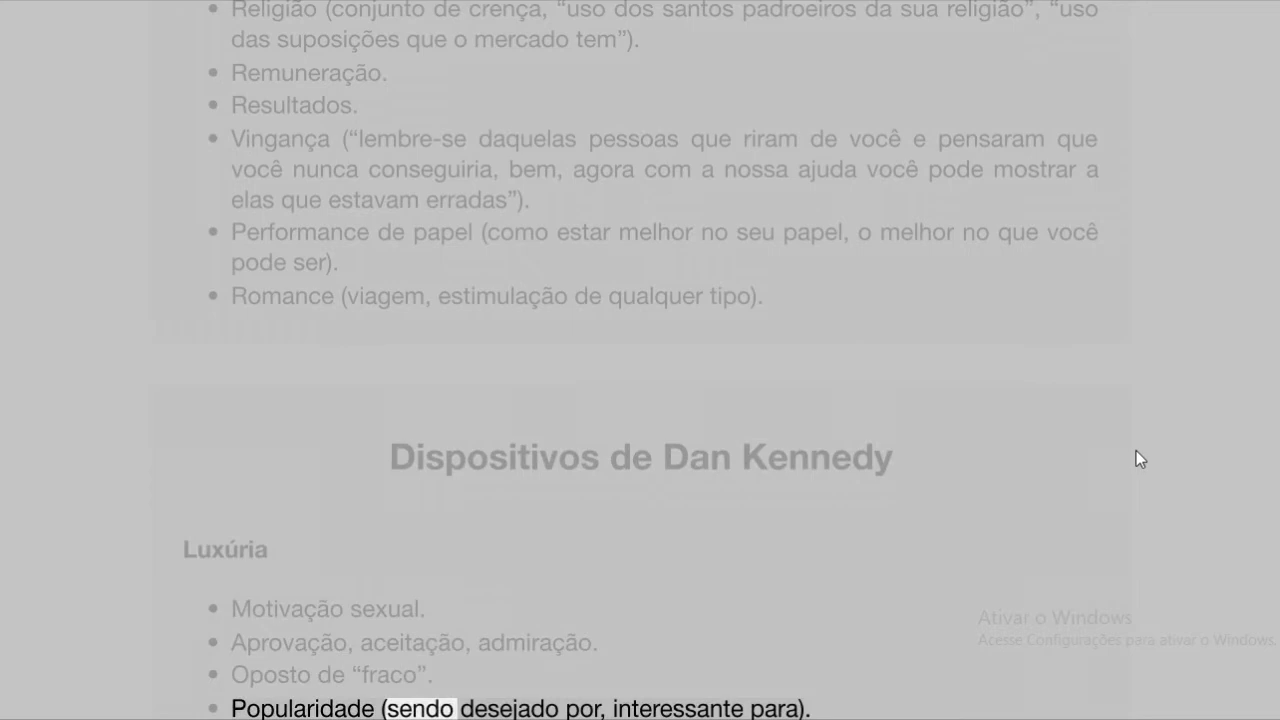 • Religião (conjunto de crença, “uso dos santos padroeiros da sua religião”, “uso
das suposições que o mercado tem”).
• Remuneração.
• Resultados.
• Vingança (“lembre-se daquelas pessoas que riram de você e pensaram que
você nunca conseguiria, bem, agora com a nossa ajuda você pode mostrar a
elas que estavam erradas”).
• Performance de papel (como estar melhor no seu papel, o melhor no que você
pode ser).
• Romance (viagem, estimulação de qualquer tipo).
Dispositivos de Dan Kennedy
Luxúria
• Motivação sexual.
• Aprovação, aceitação, admiração.
• Oposto de “fraco”.
• Popularidade (sendo desejado por, interessante para).
Ativar o Windows
Acesse Configurações para ativar o Windows.